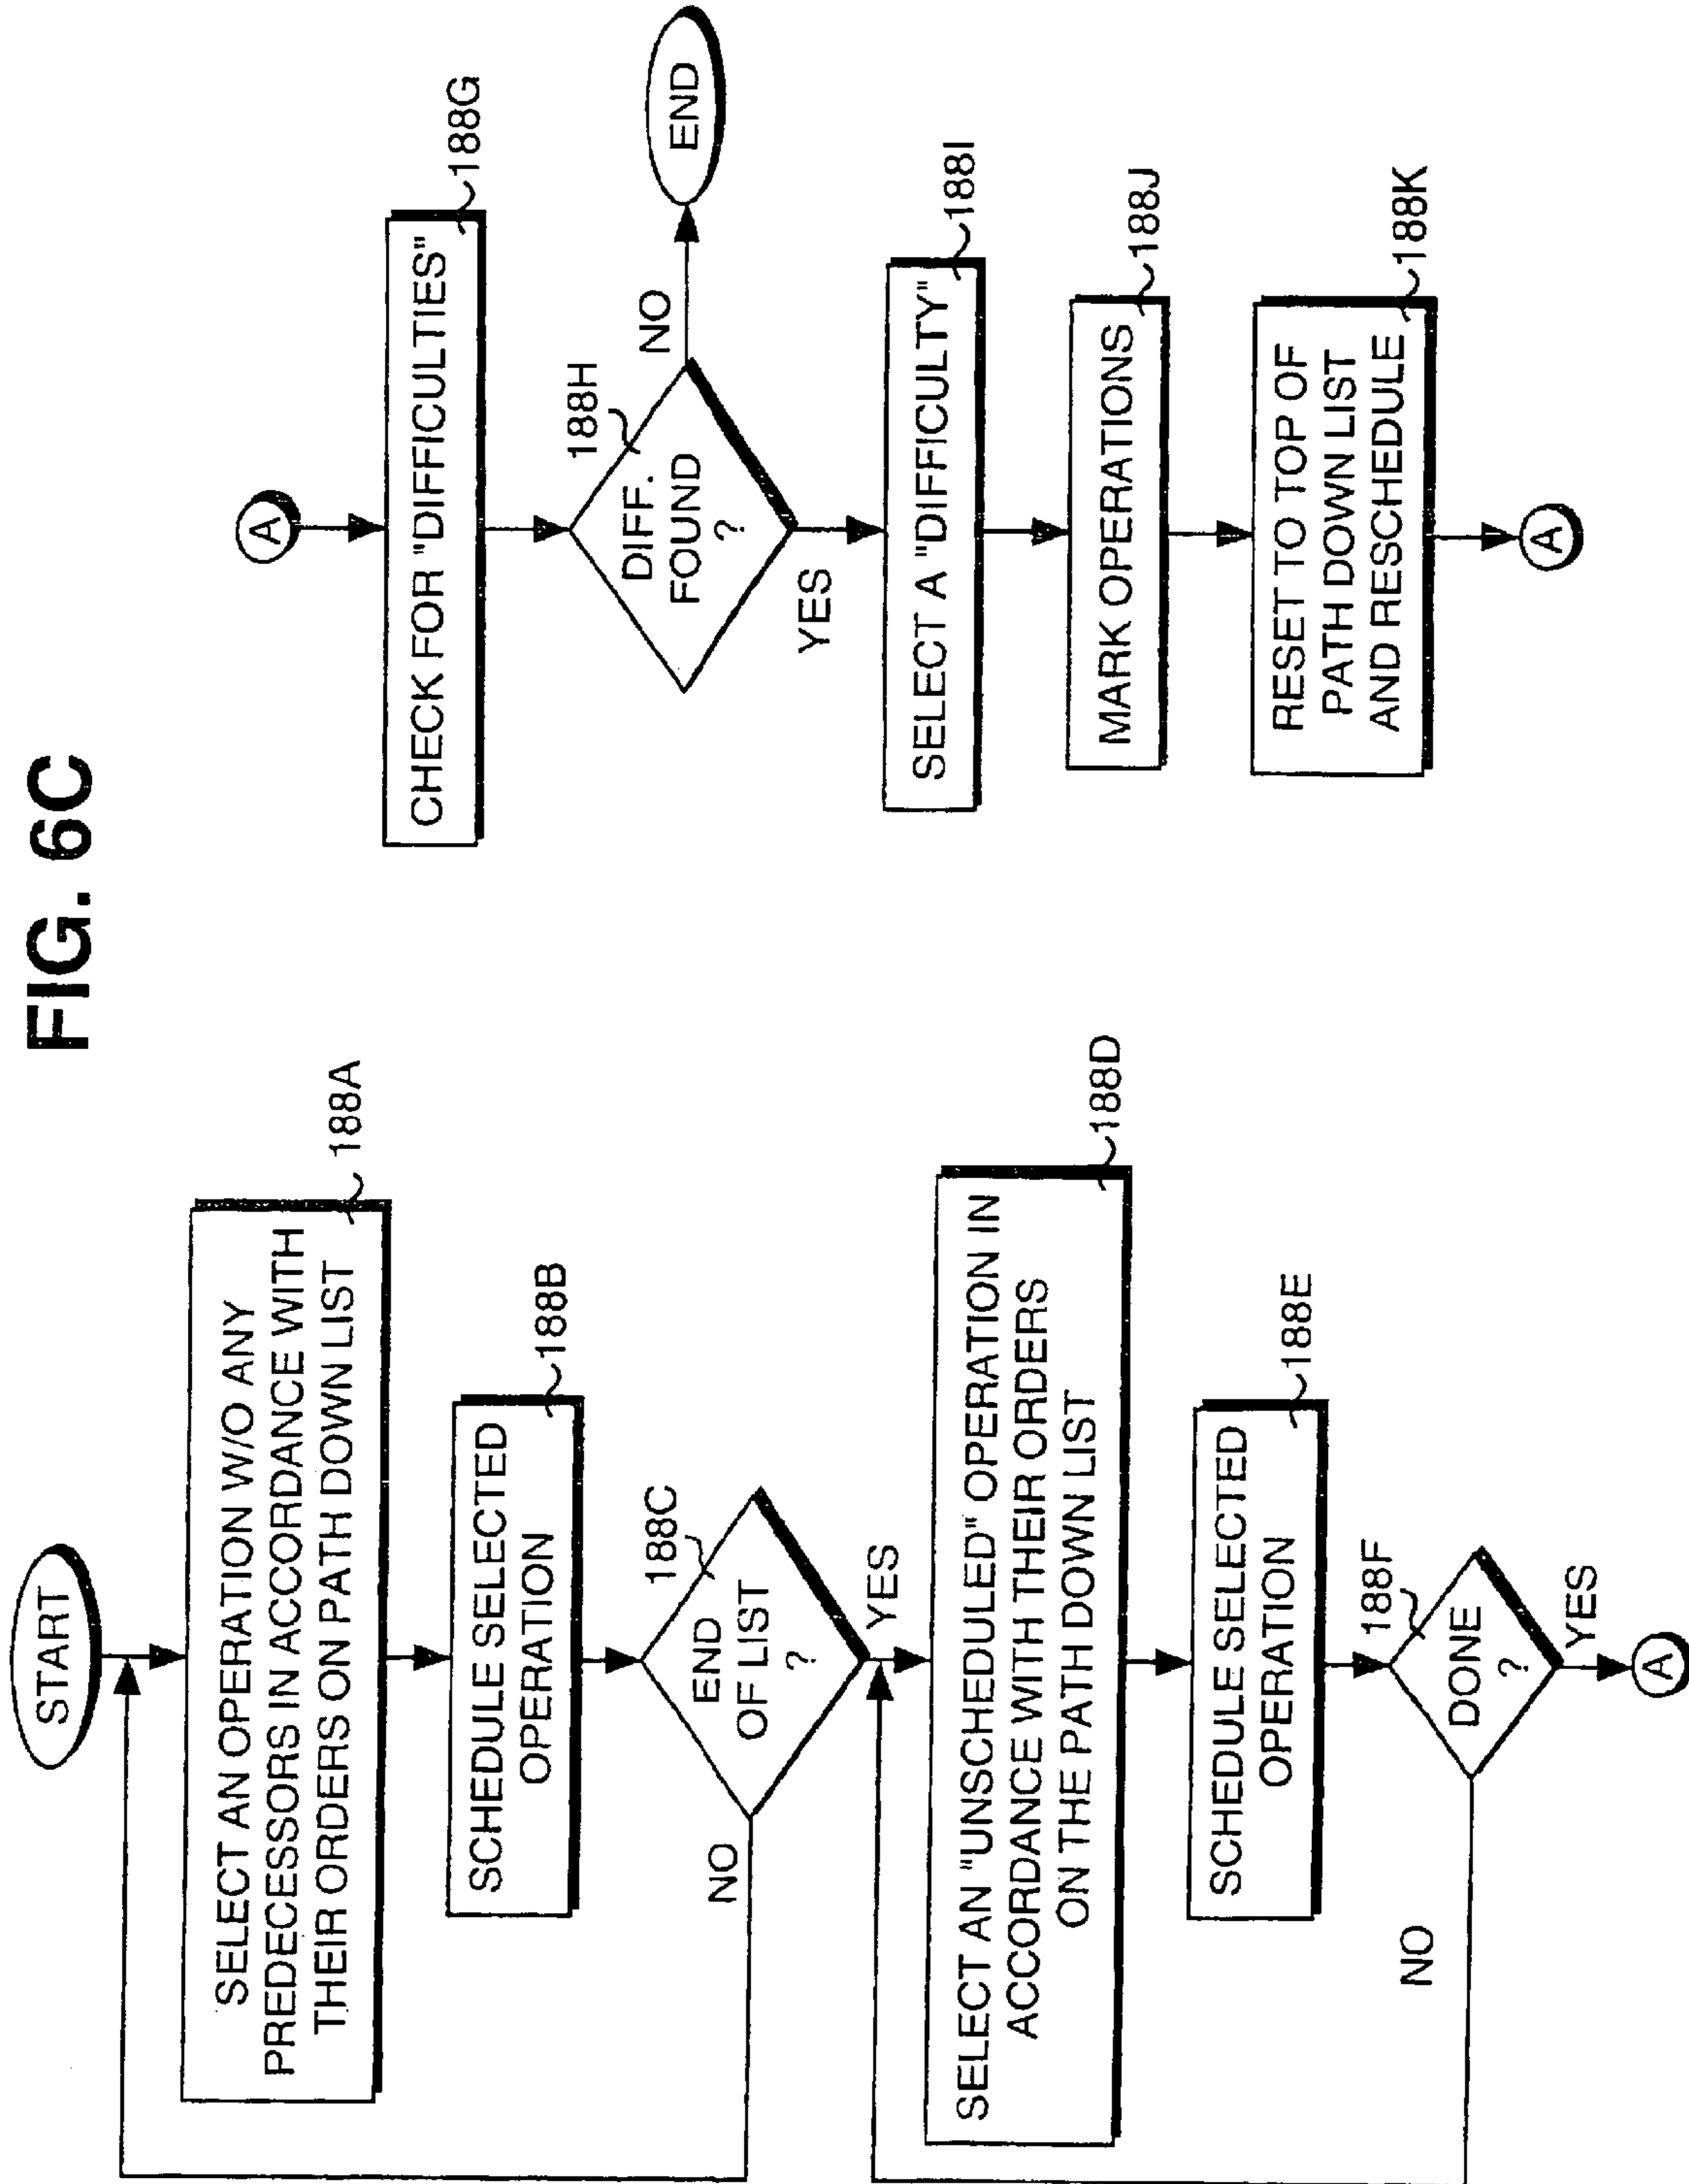 FIG. 6C
START
SELECT AN OPERATION W/O ANY
PREDECESSORS IN ACCORDANCE WITH
THEIR ORDERS ON PATH DOWN LIST
188A
SCHEDULE SELECTED
OPERATION
188B
END
OF LIST
?
188C
NO
YES
SELECT AN "UNSCHEDULED" OPERATION IN
ACCORDANCE WITH THEIR ORDERS
ON THE PATH DOWN LIST
188D
SCHEDULE SELECTED
OPERATION
188E
DONE
?
188F
NO
YES
A
A
CHECK FOR "DIFFICULTIES"
188G
DIFF.
FOUND
?
188H
NO
END
YES
SELECT A "DIFFICULTY"
188I
MARK OPERATIONS
188J
RESET TO TOP OF
PATH DOWN LIST
AND RESCHEDULE
188K
A